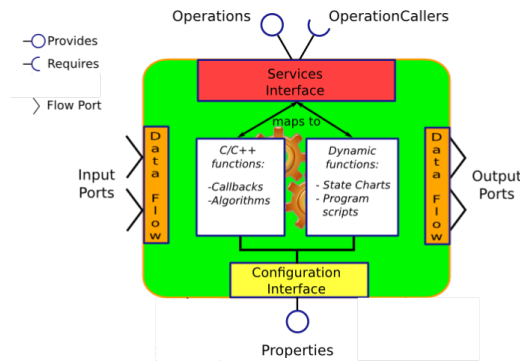 Operations
OperationCallers
Provides
Requires
Flow Port
Services
Interface
maps to
C/C++
functions:
-Callbacks
-Algorithms
Dynamic
functions:
- State Charts
- Program
scripts
Data Flow
Input
Ports
Data Flow
Output
Ports
Configuration
Interface
Properties